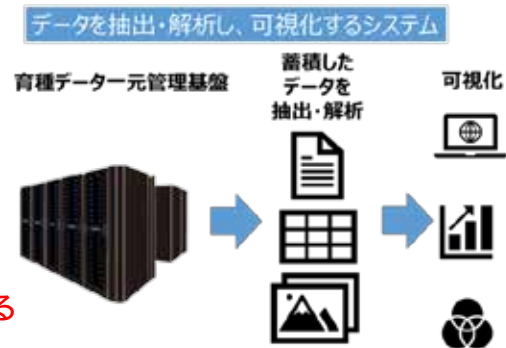 データを抽出・解析し、可視化するシステム
育種データ一元管理基盤
蓄積した
データを
抽出・解析
可視化
る